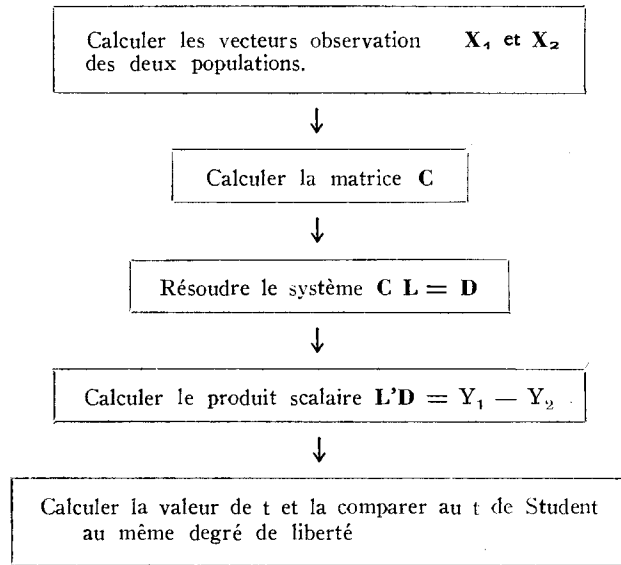 Calculer les vecteurs observation X₁ et X₂
des deux populations.
↓
Calculer la matrice C
↓
Résoudre le système C L = D
↓
Calculer le produit scalaire L'D = Y₁ — Y₂
↓
Calculer la valeur de t et la comparer au t de Student
au même degré de liberté